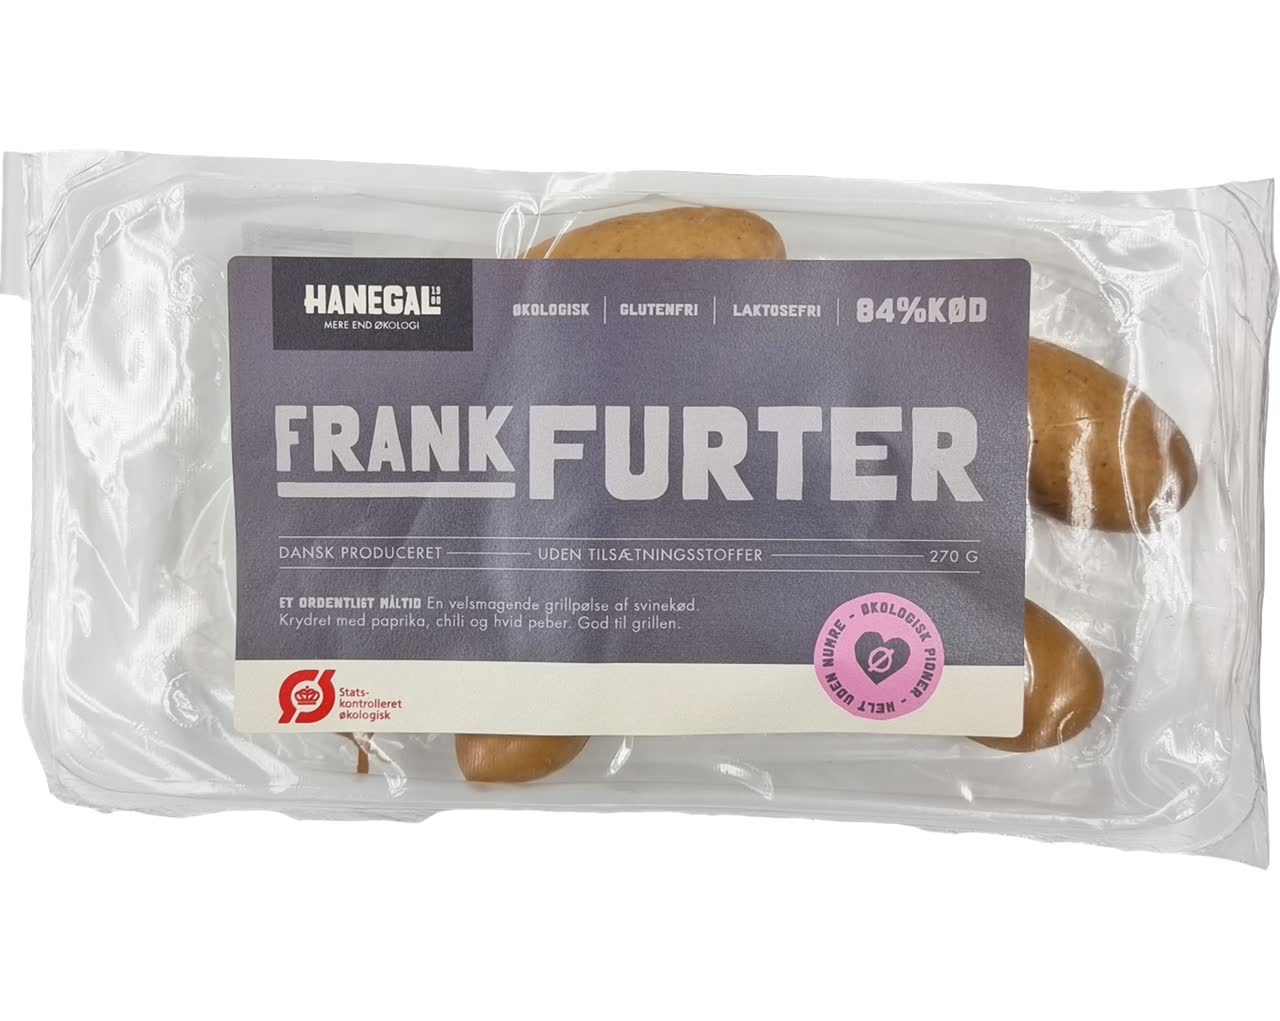 HANEGAL 1988
MERE END ØKOLOGI
ØKOLOGISK | GLUTENFRI | LAKTOSEFRI | 84%KØD
FRANKFURTER
DANSK PRODUCERET UDEN TILSÆTNINGSSTOFFER 270 G
ET ORDENTLIGT MÅLTID En velsmagende grillpølse af svinekød.
Krydret med paprika, chili og hvid peber. God til grillen.
Stats-
kontrolleret
økologisk
ØKOLOGISK PIONER - HELT UDEN NUMRE -